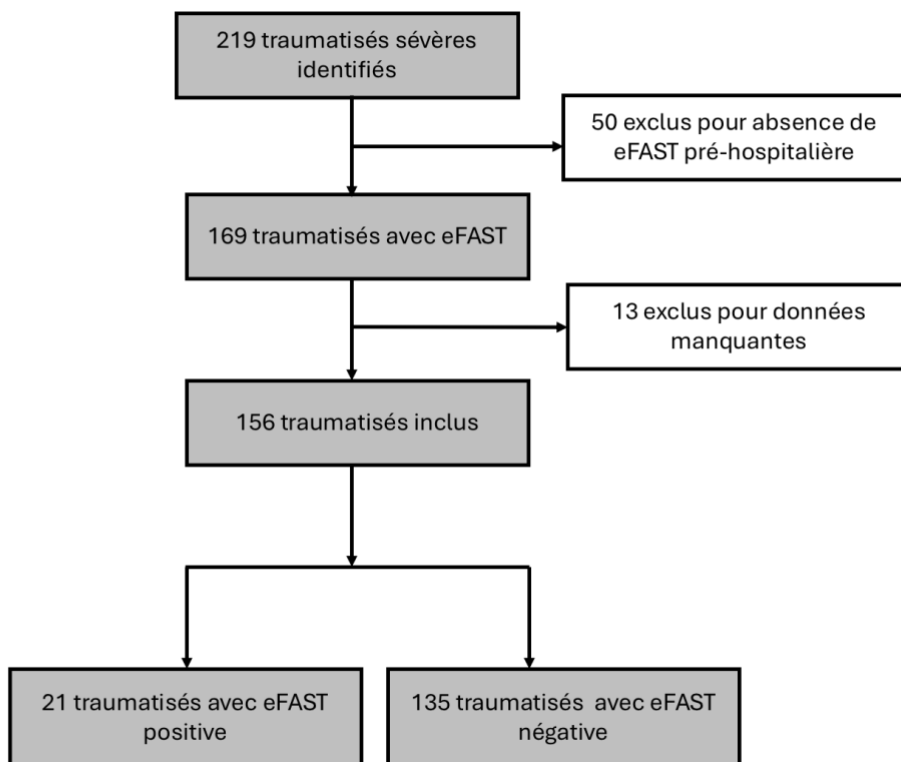 219 traumatisés sévères
identifiés
50 exclus pour absence de
eFAST pré-hospitalière
169 traumatisés avec eFAST
13 exclus pour données
manquantes
156 traumatisés inclus
21 traumatisés avec eFAST
positive
135 traumatisés avec eFAST
négative